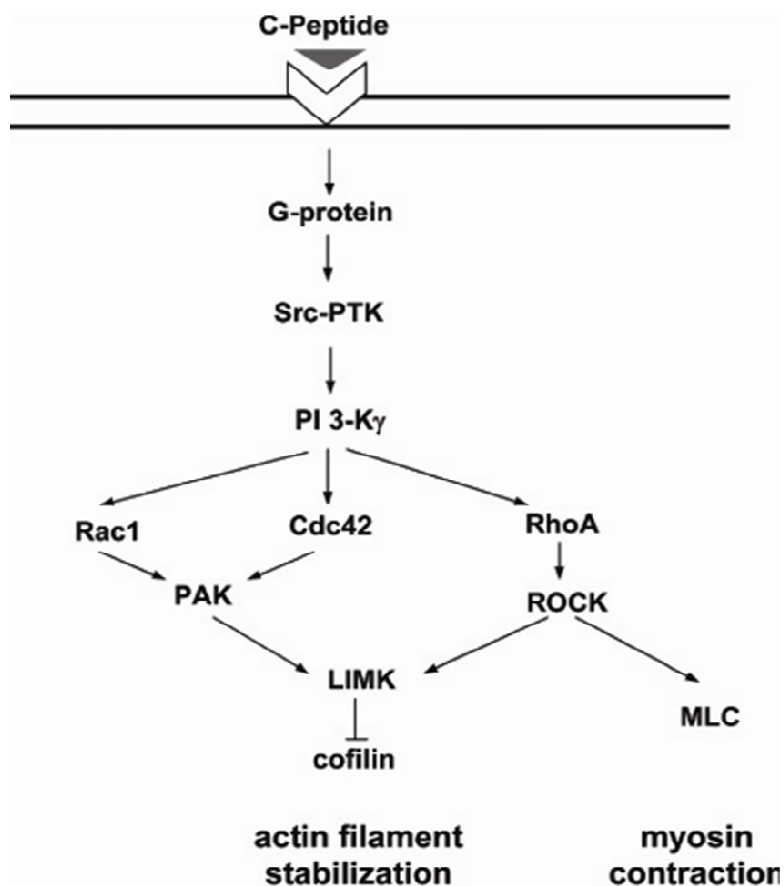 C-Peptide
G-protein
Src-PTK
PI 3-Kγ
Rac1
Cdc42
RhoA
PAK
ROCK
LIMK
MLC
cofilin
actin filament
stabilization
myosin
contraction